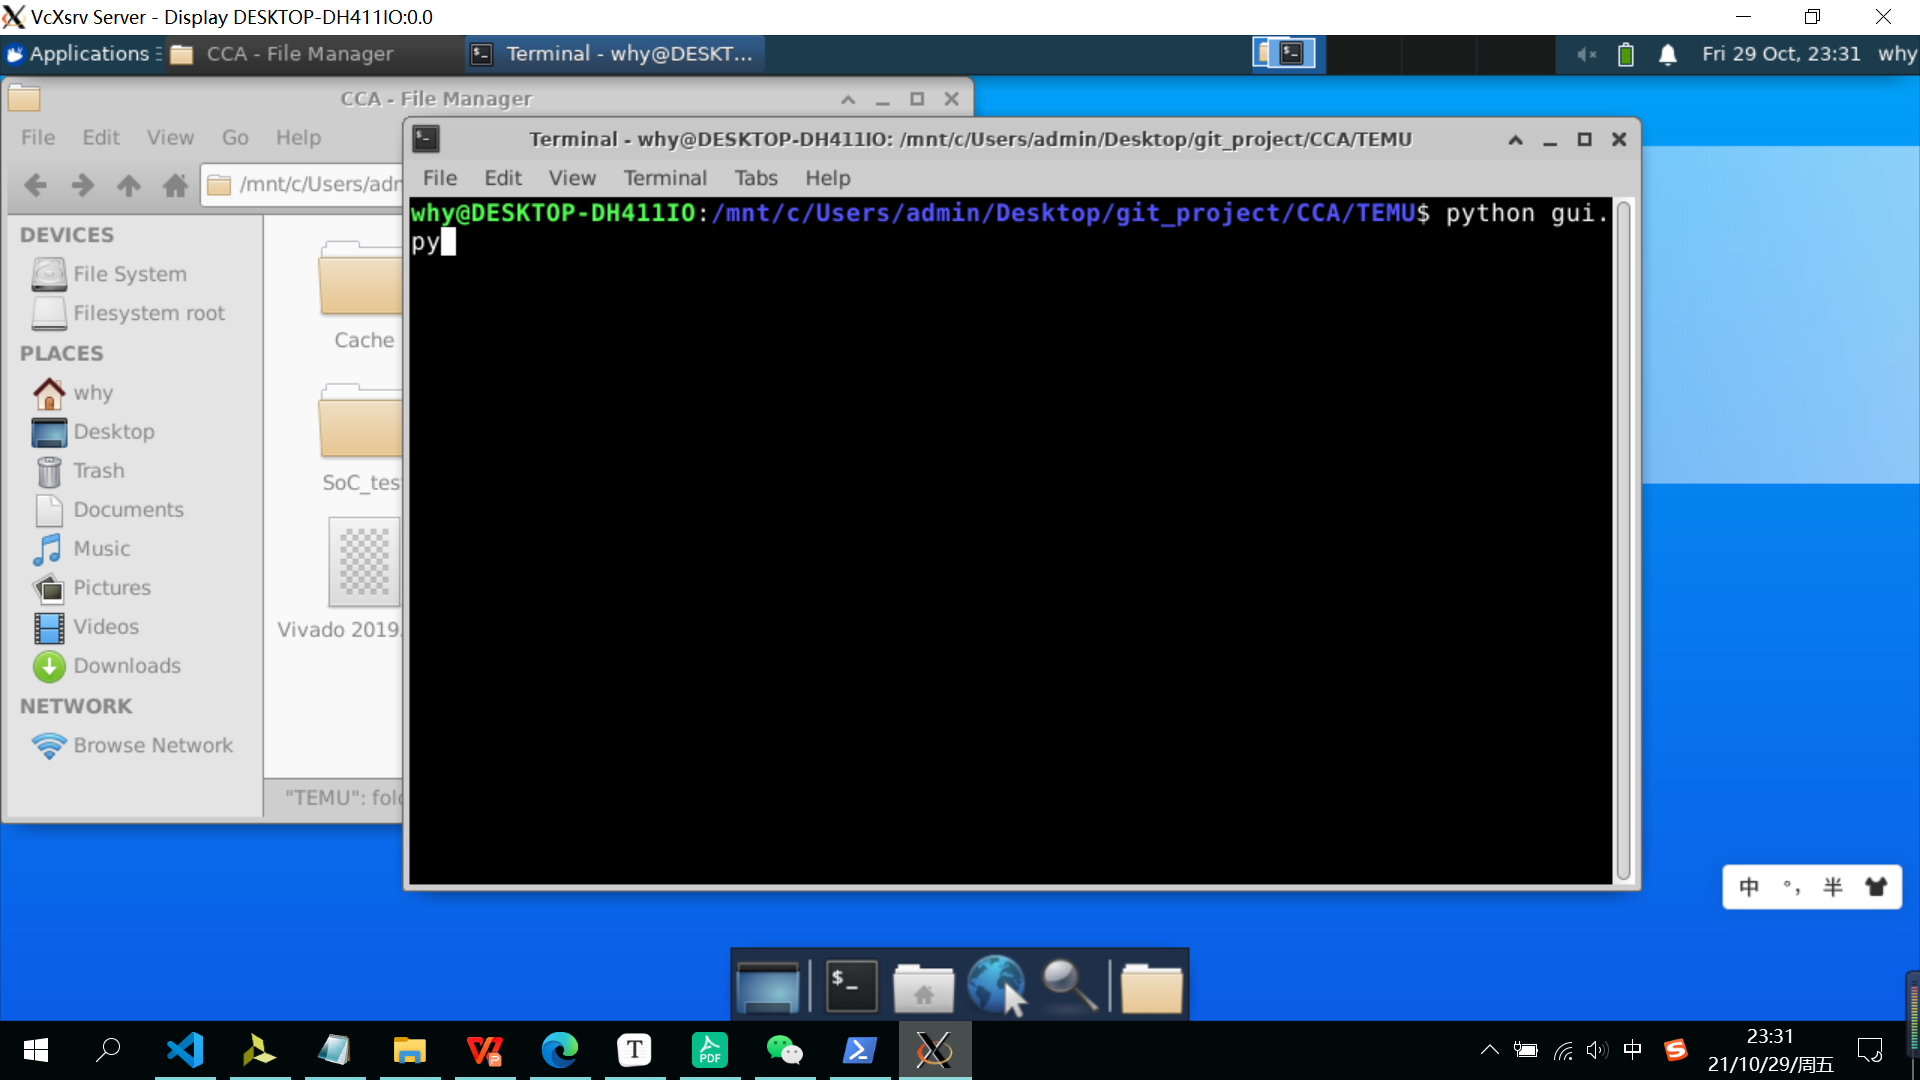 VcXsrv Server - Display DESKTOP-DH411IO:0.0
Applications
CCA - File Manager
Terminal - why@DESKT...
Fri 29 Oct, 23:31
why
CCA - File Manager
File Edit View Go Help
/mnt/c/Users/adr
DEVICES
File System
Filesystem root
PLACES
why
Desktop
Trash
Documents
Music
Pictures
Videos
Downloads
NETWORK
Browse Network
Cache
SoC_tes
Vivado 2019.
"TEMU": fol
Terminal - why@DESKTOP-DH411IO: /mnt/c/Users/admin/Desktop/git_project/CCA/TEMU
File Edit View Terminal Tabs Help
why@DESKTOP-DH411IO:/mnt/c/Users/admin/Desktop/git_project/CCA/TEMU$ python gui.
py
中 °, 半
$_
T
PDF
中
S
23:31
21/10/29/周五